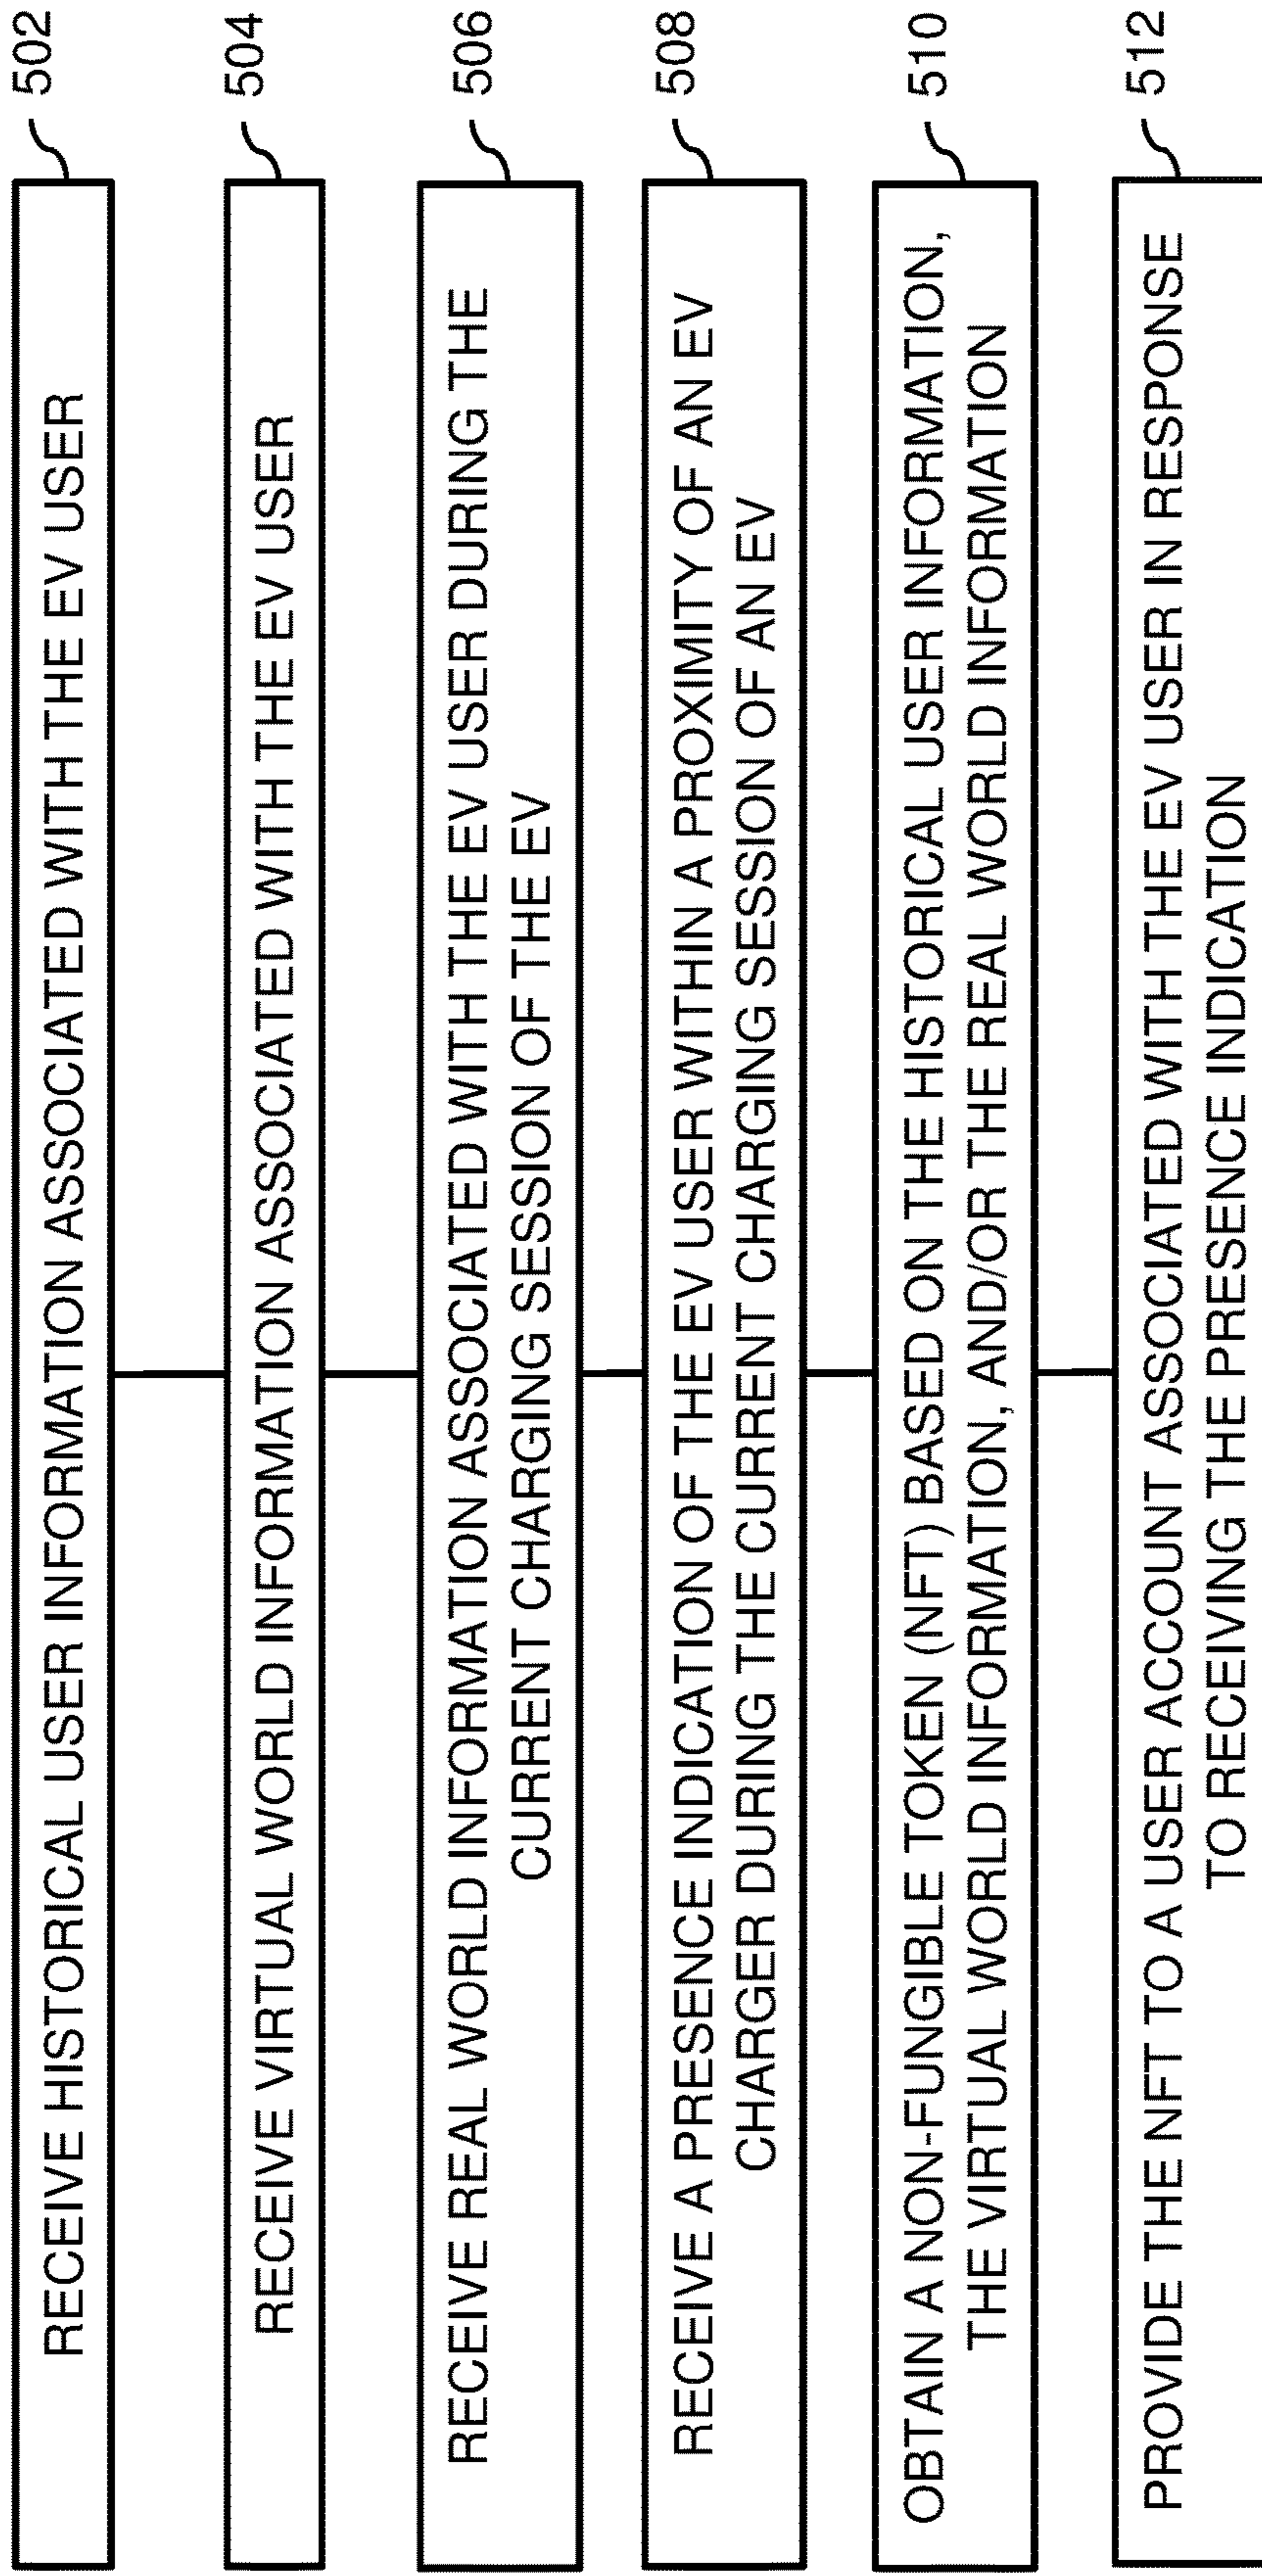 502
RECEIVE HISTORICAL USER INFORMATION ASSOCIATED WITH THE EV USER
504
RECEIVE VIRTUAL WORLD INFORMATION ASSOCIATED WITH THE EV USER
506
RECEIVE REAL WORLD INFORMATION ASSOCIATED WITH THE EV USER DURING THE
CURRENT CHARGING SESSION OF THE EV
508
RECEIVE A PRESENCE INDICATION OF THE EV USER WITHIN A PROXIMITY OF AN EV
CHARGER DURING THE CURRENT CHARGING SESSION OF AN EV
510
OBTAIN A NON-FUNGIBLE TOKEN (NFT) BASED ON THE HISTORICAL USER INFORMATION,
THE VIRTUAL WORLD INFORMATION, AND/OR THE REAL WORLD INFORMATION
512
PROVIDE THE NFT TO A USER ACCOUNT ASSOCIATED WITH THE EV USER IN RESPONSE
TO RECEIVING THE PRESENCE INDICATION